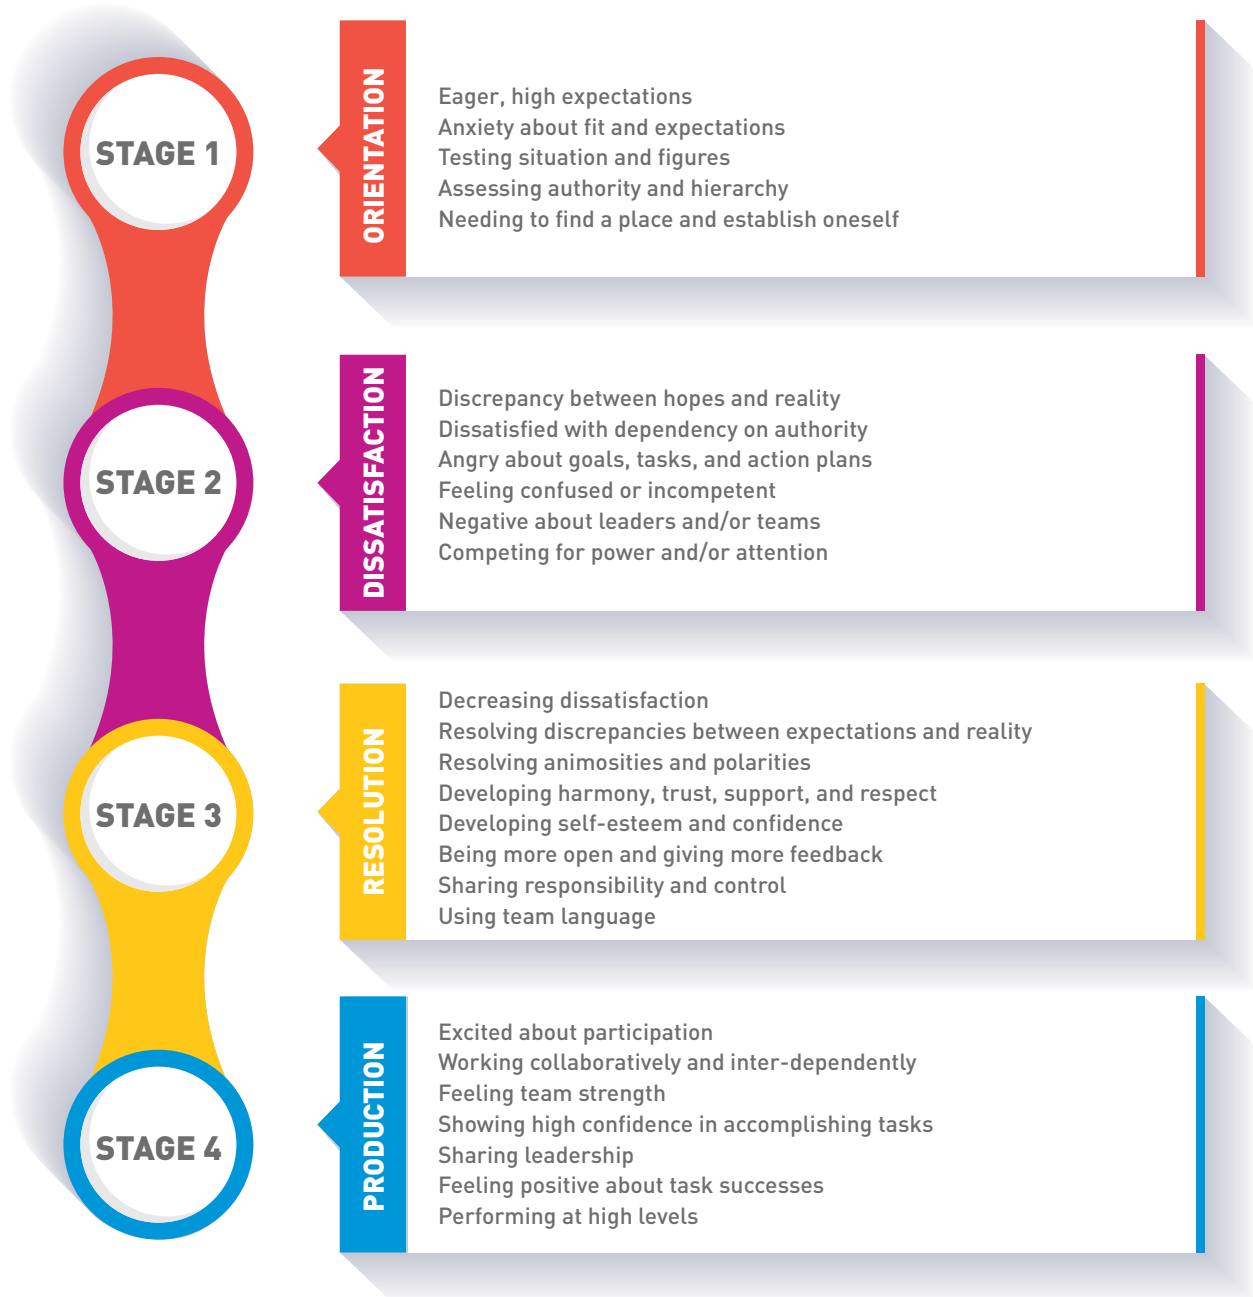 STAGE 1
ORIENTATION
Eager, high expectations
Anxiety about fit and expectations
Testing situation and figures
Assessing authority and hierarchy
Needing to find a place and establish oneself
STAGE 2
DISSATISFACTION
Discrepancy between hopes and reality
Dissatisfied with dependency on authority
Angry about goals, tasks, and action plans
Feeling confused or incompetent
Negative about leaders and/or teams
Competing for power and/or attention
STAGE 3
RESOLUTION
Decreasing dissatisfaction
Resolving discrepancies between expectations and reality
Resolving animosities and polarities
Developing harmony, trust, support, and respect
Developing self-esteem and confidence
Being more open and giving more feedback
Sharing responsibility and control
Using team language
STAGE 4
PRODUCTION
Excited about participation
Working collaboratively and inter-dependently
Feeling team strength
Showing high confidence in accomplishing tasks
Sharing leadership
Feeling positive about task successes
Performing at high levels